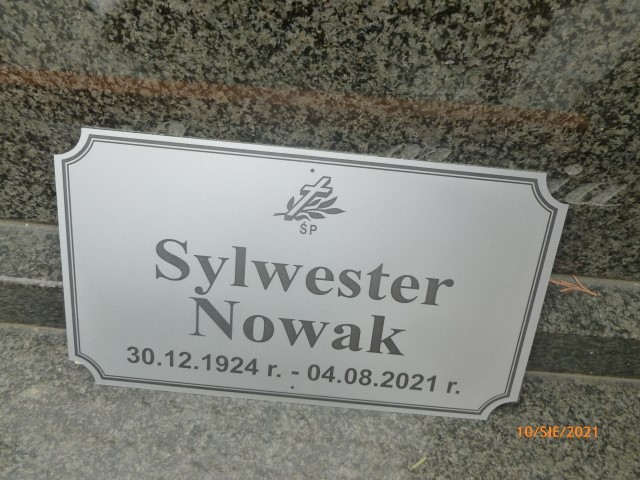 ŚP
Sylwester
Nowak
30.12.1924 r. - 04.08.2021 r.
10/SIE/2021